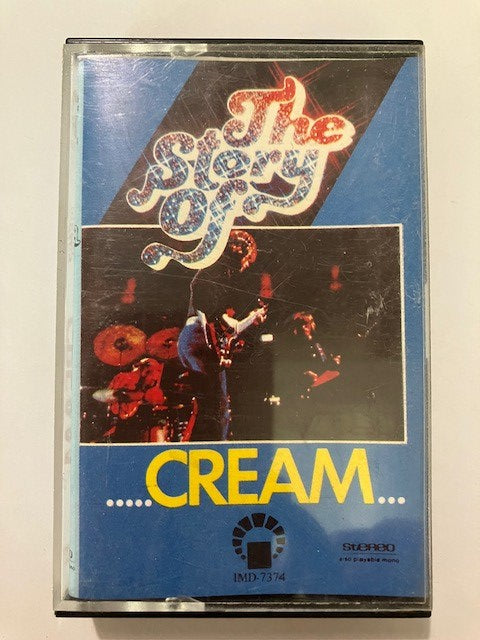 The
Story
Of
.....CREAM...
IMD-7374
STEREO
also playable mono